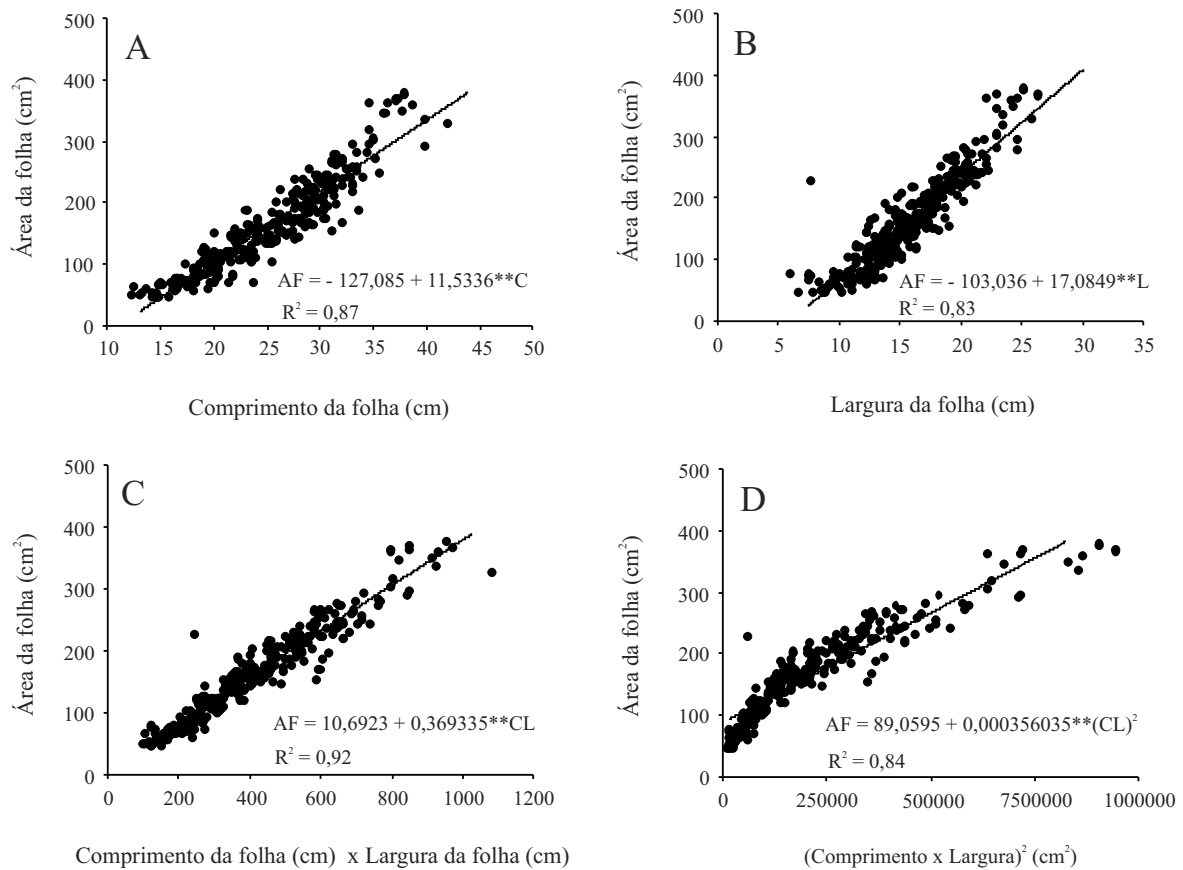 A
Área da folha (cm²)
500
400
300
200
100
0
10 15 20 25 30 35 40 45 50
AF = - 127,085 + 11,5336**C
R² = 0,87
Comprimento da folha (cm)
B
Área da folha (cm²)
500
400
300
200
100
0
0 5 10 15 20 25 30 35
AF = - 103,036 + 17,0849**L
R² = 0,83
Largura da folha (cm)
C
Área da folha (cm²)
500
400
300
200
100
0
0 200 400 600 800 1000 1200
AF = 10,6923 + 0,369335**CL
R² = 0,92
Comprimento da folha (cm) x Largura da folha (cm)
D
Área da folha (cm²)
500
400
300
200
100
0
0 250000 500000 7500000 1000000
AF = 89,0595 + 0,000356035**(CL)²
R² = 0,84
(Comprimento x Largura)² (cm²)